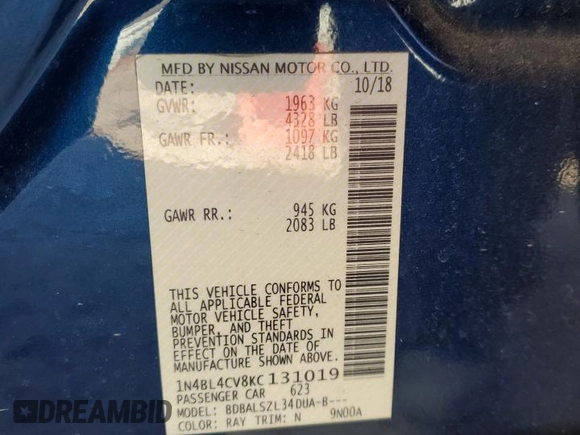 MFD BY NISSAN MOTOR CO., LTD.
DATE: 10/18
GVWR: 1963 KG
4328 LB
GAWR FR.: 1097 KG
2418 LB
GAWR RR.: 945 KG
2083 LB
THIS VEHICLE CONFORMS TO
ALL APPLICABLE FEDERAL
MOTOR VEHICLE SAFETY,
BUMPER, AND THEFT
PREVENTION STANDARDS IN
EFFECT ON THE DATE OF
MANUFACTURE SHOWN ABOVE.
1N4BL4CV8KC131019
PASSENGER CAR 623
MODEL: BDBALSZL34DUA-B---
COLOR: RAY TRIM: N 9N00A
DREAMBID